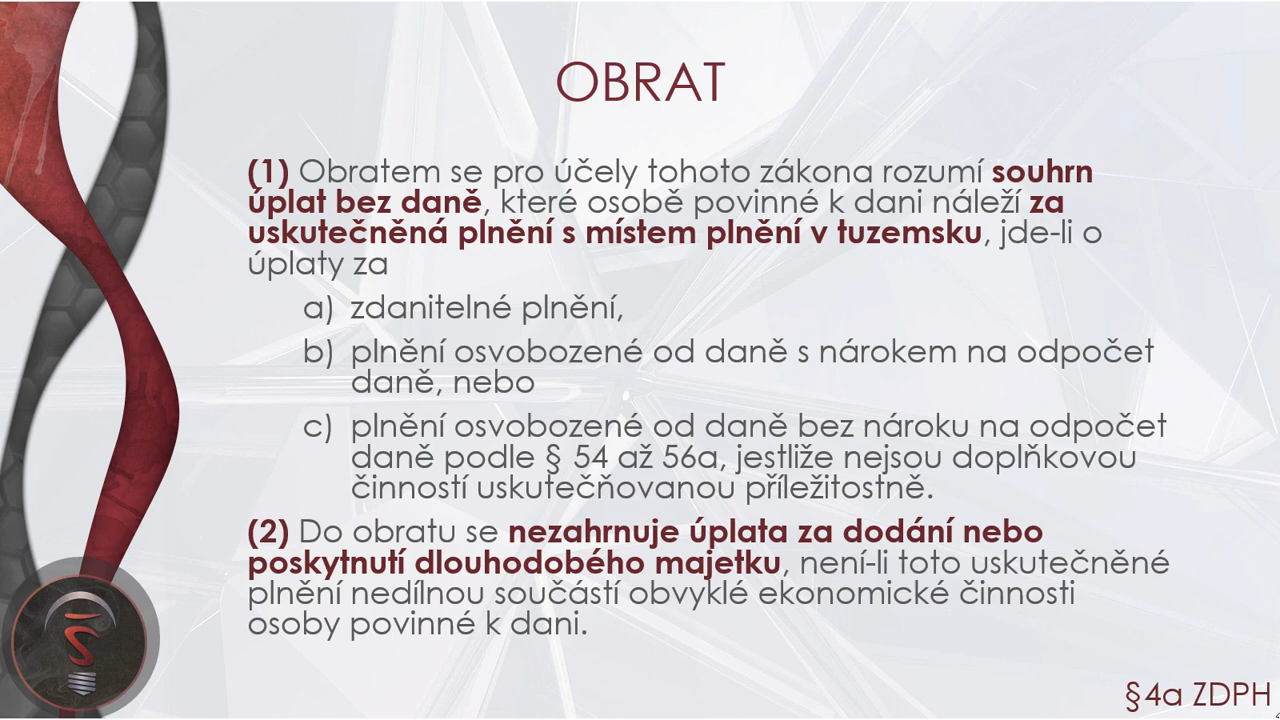 OBRAT
(1) Obratem se pro účely tohoto zákona rozumí souhrn
úplat bez daně, které osobě povinné k dani náleží za
uskutečněná plnění s místem plnění v tuzemsku, jde-li o
úplaty za
a) zdanitelné plnění,
b) plnění osvobozené od daně s nárokem na odpočet
daně, nebo
c) plnění osvobozené od daně bez nároku na odpočet
daně podle § 54 až 56a, jestliže nejsou doplňkovou
činností uskutečňovanou příležitostně.
(2) Do obratu se nezahrnuje úplata za dodání nebo
poskytnutí dlouhodobého majetku, není-li toto uskutečněné
plnění nedílnou součástí obvyklé ekonomické činnosti
osoby povinné k dani.
§4a ZDPH